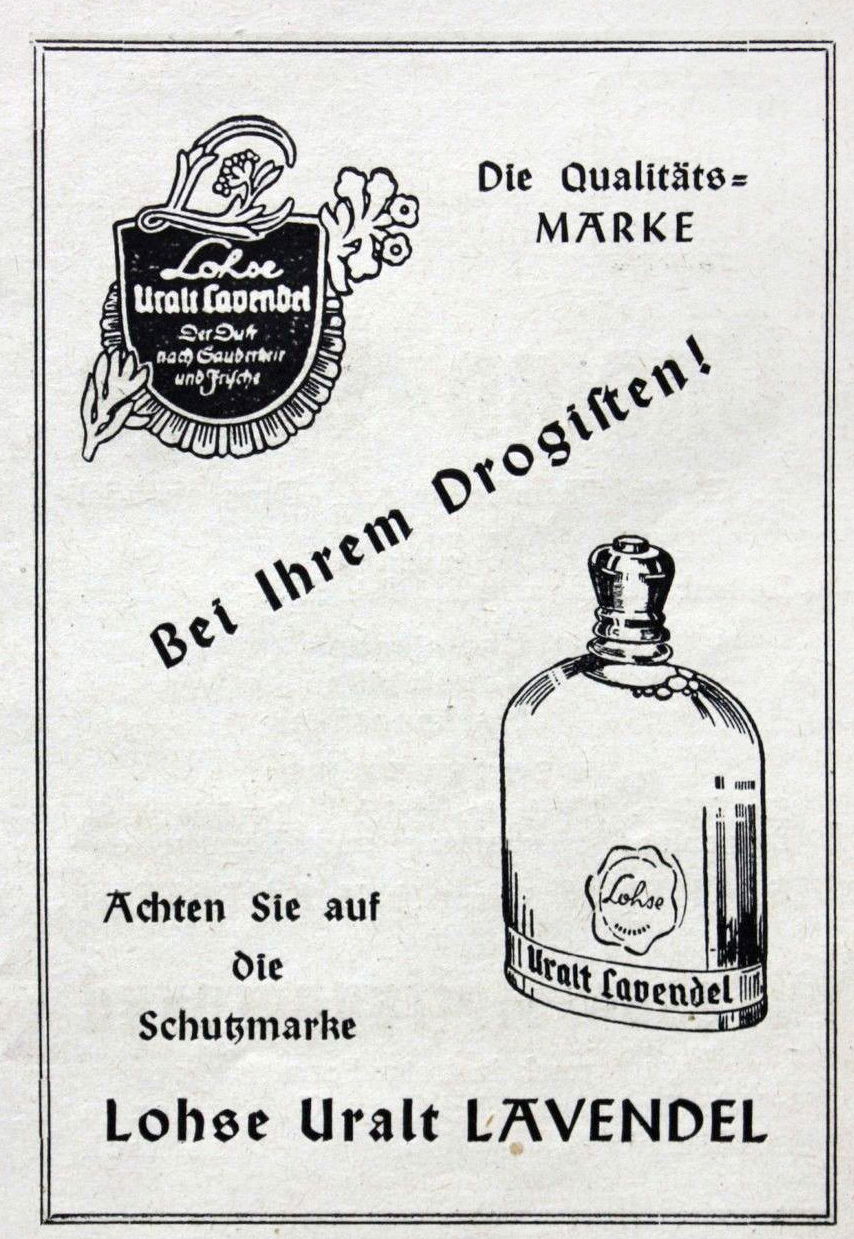 Lohse
Uralt Lavendel
Der Duft
nach Sauberkeit
und Frische
Die Qualitäts=
MARKE
Bei Ihrem Drogisten!
Lohse
Uralt Lavendel
Achten Sie auf
die
Schutzmarke
Lohse Uralt LAVENDEL